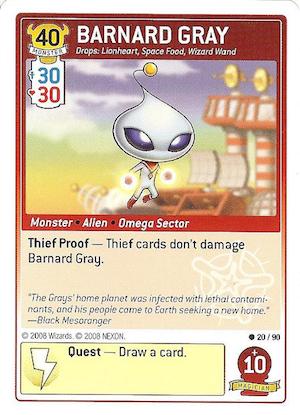 40
MONSTER
BARNARD GRAY
Drops: Lionheart, Space Food, Wizard Wand
+30
30
Monster • Alien • Omega Sector
Thief Proof — Thief cards don't damage
Barnard Gray.
"The Grays' home planet was infected with lethal contami-
nants, and his people came to Earth seeking a new home."
—Black Mesoranger
© 2008 Wizards. © 2008 NEXON.
20 / 90
Quest — Draw a card.
+
10
MAGICIAN